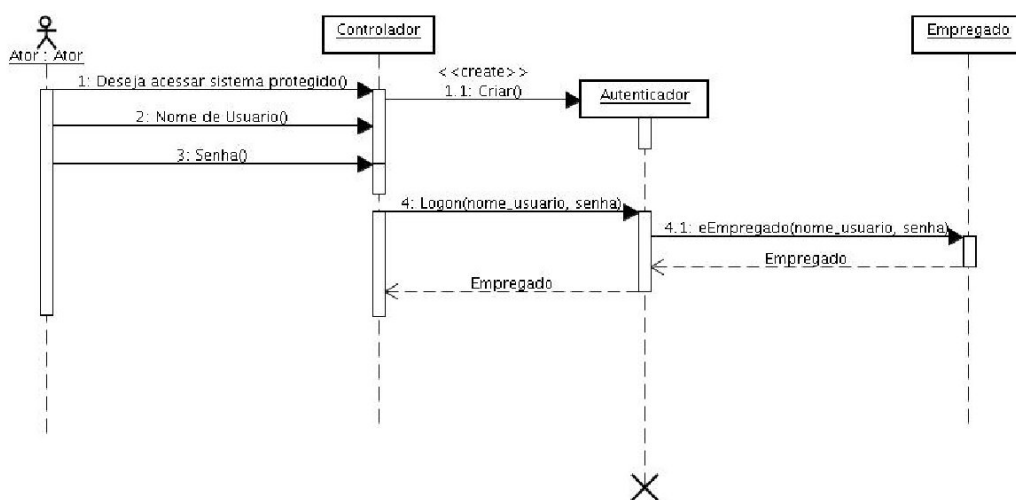 Ator : Ator
Controlador
Empregado
1: Deseja acessar sistema protegido()
<<create>>
1.1: Criar()
Autenticador
2: Nome de Usuario()
3: Senha()
4: Logon(nome_usuario, senha)
4.1: eEmpregado(nome_usuario, senha)
Empregado
Empregado